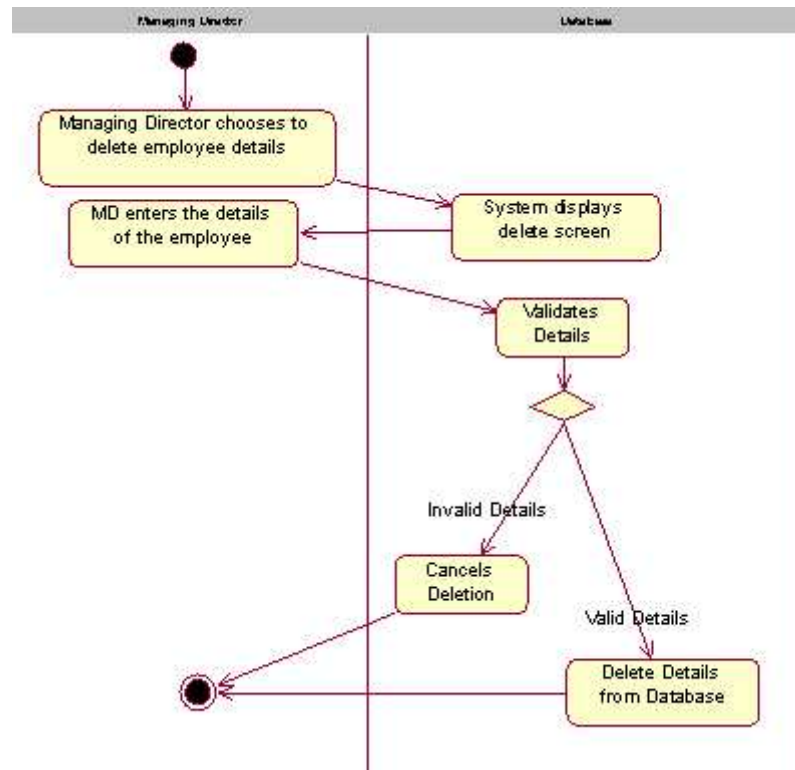 Managing Director
Database
Managing Director chooses to
delete employee details
MD enters the details
of the employee
System displays
delete screen
Validates
Details
Invalid Details
Cancels
Deletion
Valid Details
Delete Details
from Database